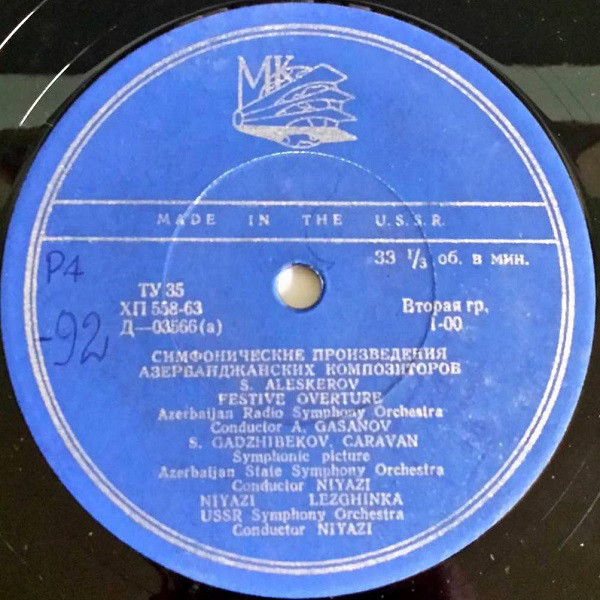 МК
MADE IN THE U.S.S.R.
Р4
33 1/3 об. в мин.
ТУ 35
ХП 558-63
Вторая гр.
Д—03566(а)
1-00
-92
СИМФОНИЧЕСКИЕ ПРОИЗВЕДЕНИЯ
АЗЕРБАЙДЖАНСКИХ КОМПОЗИТОРОВ
S. ALESKEROV
FESTIVE OVERTURE
Azerbaijan Radio Symphony Orchestra
Conductor A. GASANOV
S. GADZHIBEKOV, CARAVAN
Symphonic picture
Azerbaijan State Symphony Orchestra
Conductor NIYAZI
NIYAZI LEZGHINKA
USSR Symphony Orchestra
Conductor NIYAZI